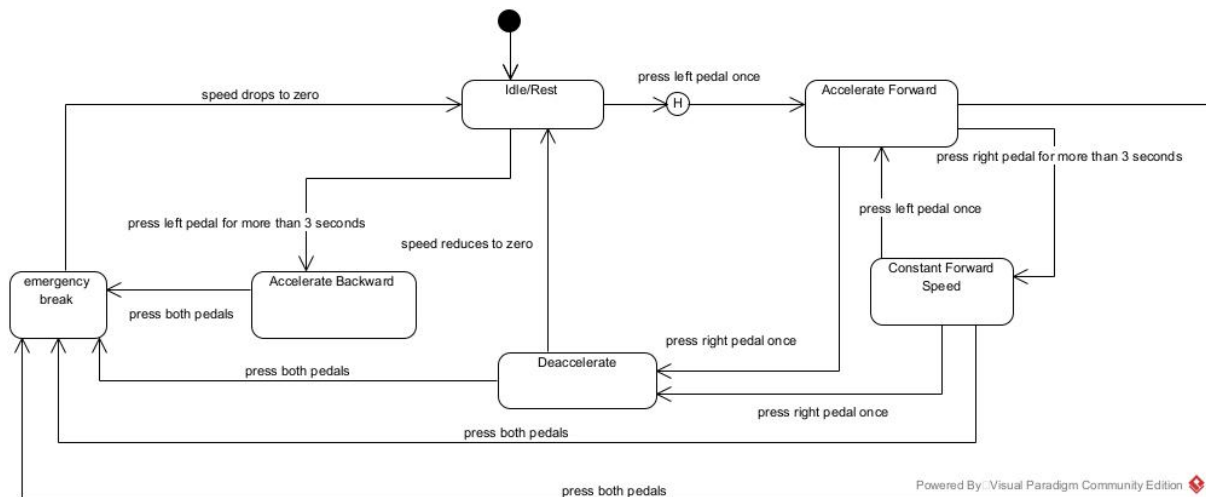 press left pedal once
Idle/Rest
Accelerate Forward
speed drops to zero
H
press right pedal for more than 3 seconds
press left pedal once
press left pedal for more than 3 seconds
speed reduces to zero
emergency
break
Accelerate Backward
Constant Forward
Speed
press both pedals
press right pedal once
Deaccelerate
press both pedals
press right pedal once
press both pedals
Powered By Visual Paradigm Community Edition
press both pedals